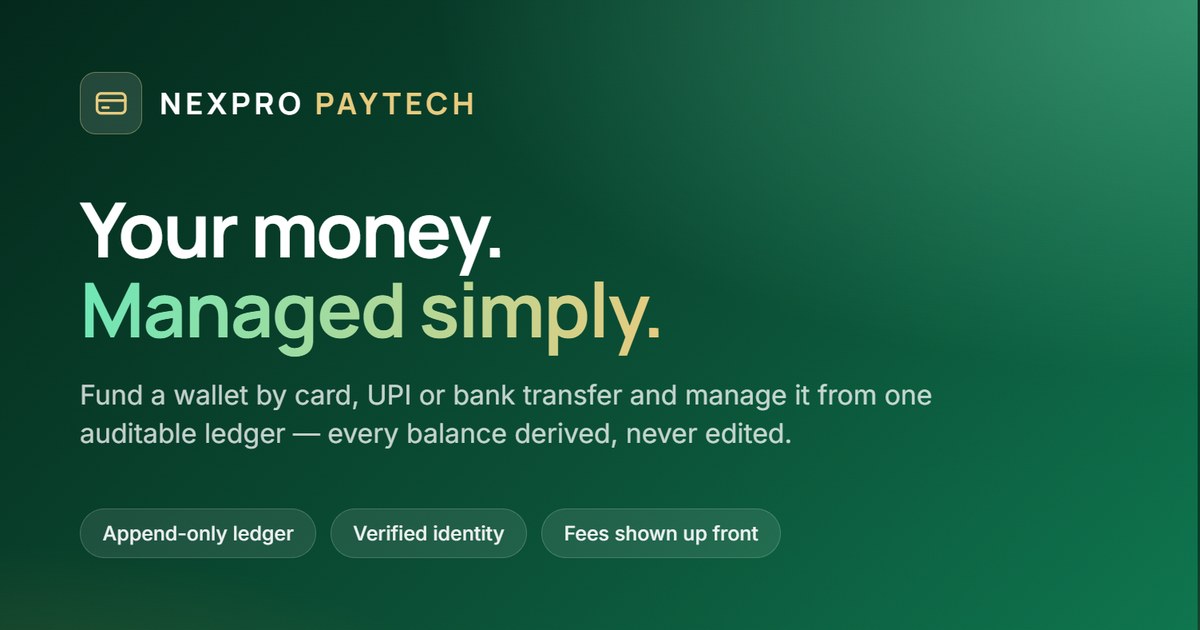 NEXPRO PAYTECH
Your money.
Managed simply.
Fund a wallet by card, UPI or bank transfer and manage it from one
auditable ledger — every balance derived, never edited.
Append-only ledger
Verified identity
Fees shown up front